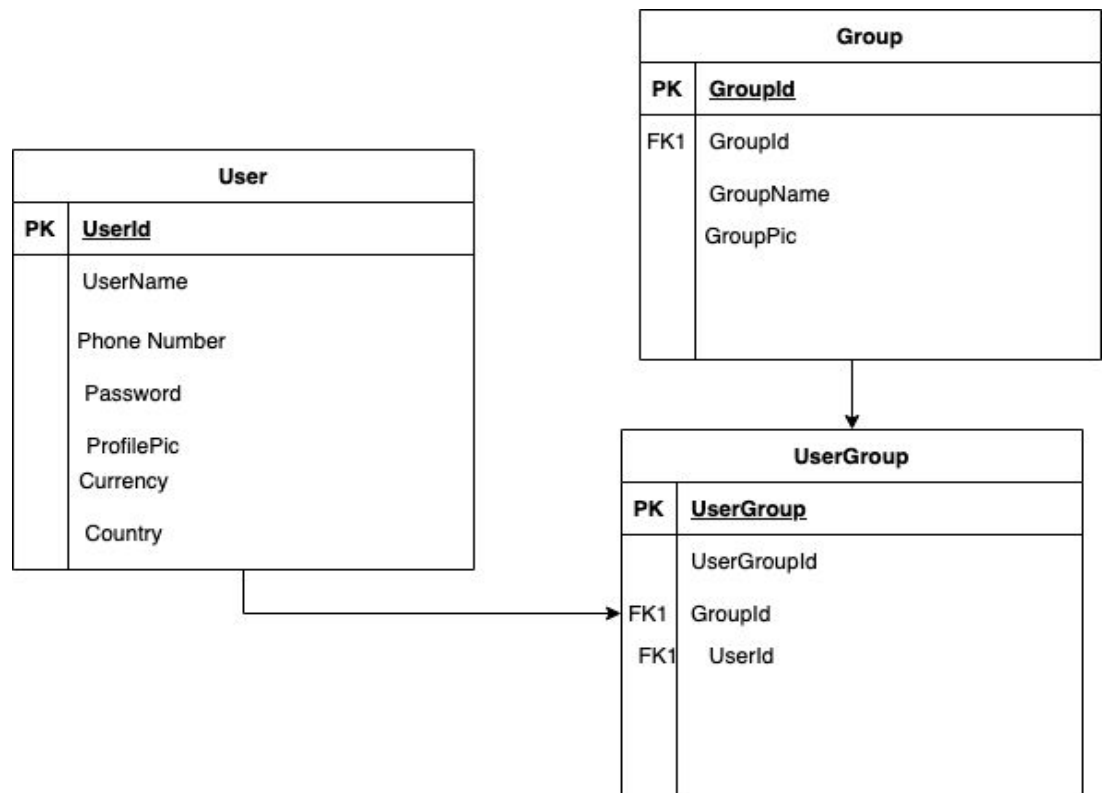 Group
PK GroupId
FK1 GroupId
GroupName
GroupPic
User
PK UserId
UserName
Phone Number
Password
ProfilePic
Currency
Country
UserGroup
PK UserGroup
UserGroupId
FK1 GroupId
FK1 UserId